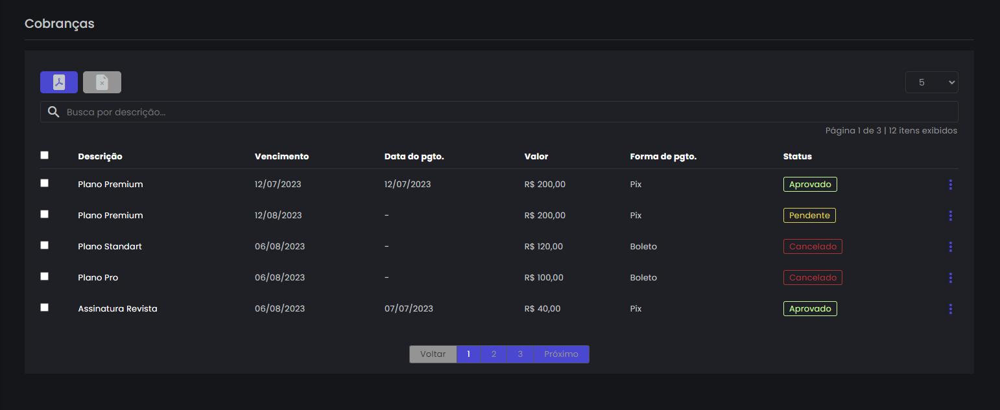 Cobranças
5
Busca por descrição...
Página 1 de 3 | 12 itens exibidos
Descrição Vencimento Data do pgto. Valor Forma de pgto. Status
Plano Premium 12/07/2023 12/07/2023 R$ 200,00 Pix Aprovado
Plano Premium 12/08/2023 - R$ 200,00 Pix Pendente
Plano Standart 06/08/2023 - R$ 120,00 Boleto Cancelado
Plano Pro 06/08/2023 - R$ 100,00 Boleto Cancelado
Assinatura Revista 06/08/2023 07/07/2023 R$ 40,00 Pix Aprovado
Voltar 1 2 3 Próximo